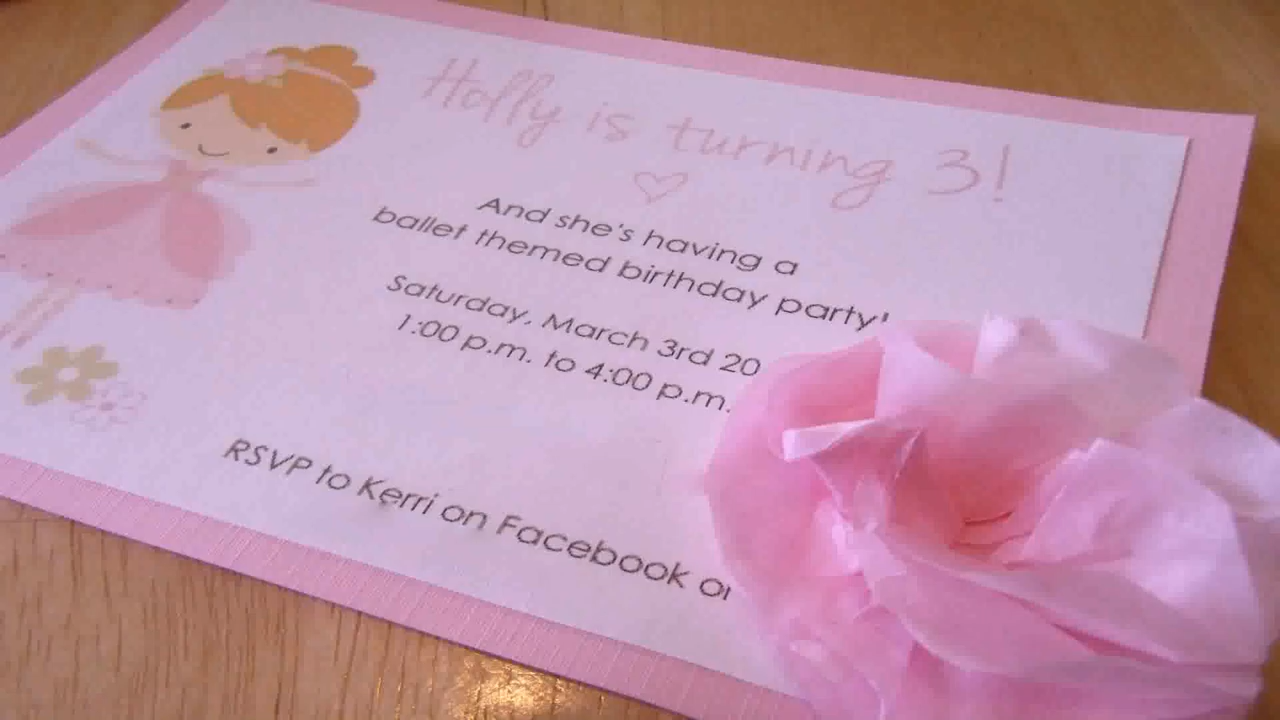 Holly is turning 3!
And she's having a
ballet themed birthday party!
Saturday, March 3rd 20
1:00 p.m. to 4:00 p.m.
RSVP to Kerri on Facebook or